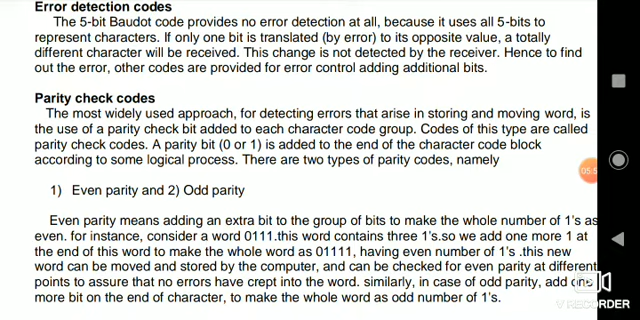 Error detection codes
The 5-bit Baudot code provides no error detection at all, because it uses all 5-bits to
represent characters. If only one bit is translated (by error) to its opposite value, a totally
different character will be received. This change is not detected by the receiver. Hence to find
out the error, other codes are provided for error control adding additional bits.
Parity check codes
The most widely used approach, for detecting errors that arise in storing and moving word, is
the use of a parity check bit added to each character code group. Codes of this type are called
parity check codes. A parity bit (0 or 1) is added to the end of the character code block
according to some logical process. There are two types of parity codes, namely
05:5
1) Even parity and 2) Odd parity
Even parity means adding an extra bit to the group of bits to make the whole number of 1's as
even. for instance, consider a word 0111.this word contains three 1's.so we add one more 1 at
the end of this word to make the whole word as 01111, having even number of 1's .this new
word can be moved and stored by the computer, and can be checked for even parity at different
points to assure that no errors have crept into the word. similarly, in case of odd parity, add
more bit on the end of character, to make the whole word as odd number of 1's.
RECORDER